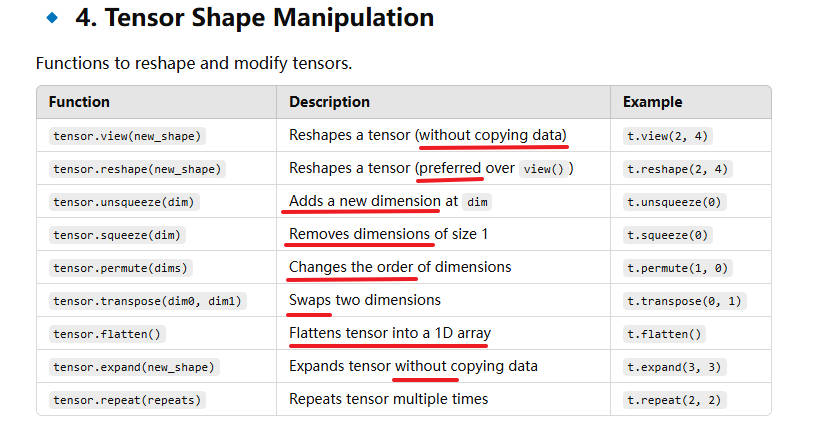 4. Tensor Shape Manipulation
Functions to reshape and modify tensors.
Function Description Example
tensor.view(new_shape) Reshapes a tensor (without copying data) t.view(2, 4)
tensor.reshape(new_shape) Reshapes a tensor (preferred over view() ) t.reshape(2, 4)
tensor.unsqueeze(dim) Adds a new dimension at dim t.unsqueeze(0)
tensor.squeeze(dim) Removes dimensions of size 1 t.squeeze(0)
tensor.permute(dims) Changes the order of dimensions t.permute(1, 0)
tensor.transpose(dim0, dim1) Swaps two dimensions t.transpose(0, 1)
tensor.flatten() Flattens tensor into a 1D array t.flatten()
tensor.expand(new_shape) Expands tensor without copying data t.expand(3, 3)
tensor.repeat(repeats) Repeats tensor multiple times t.repeat(2, 2)